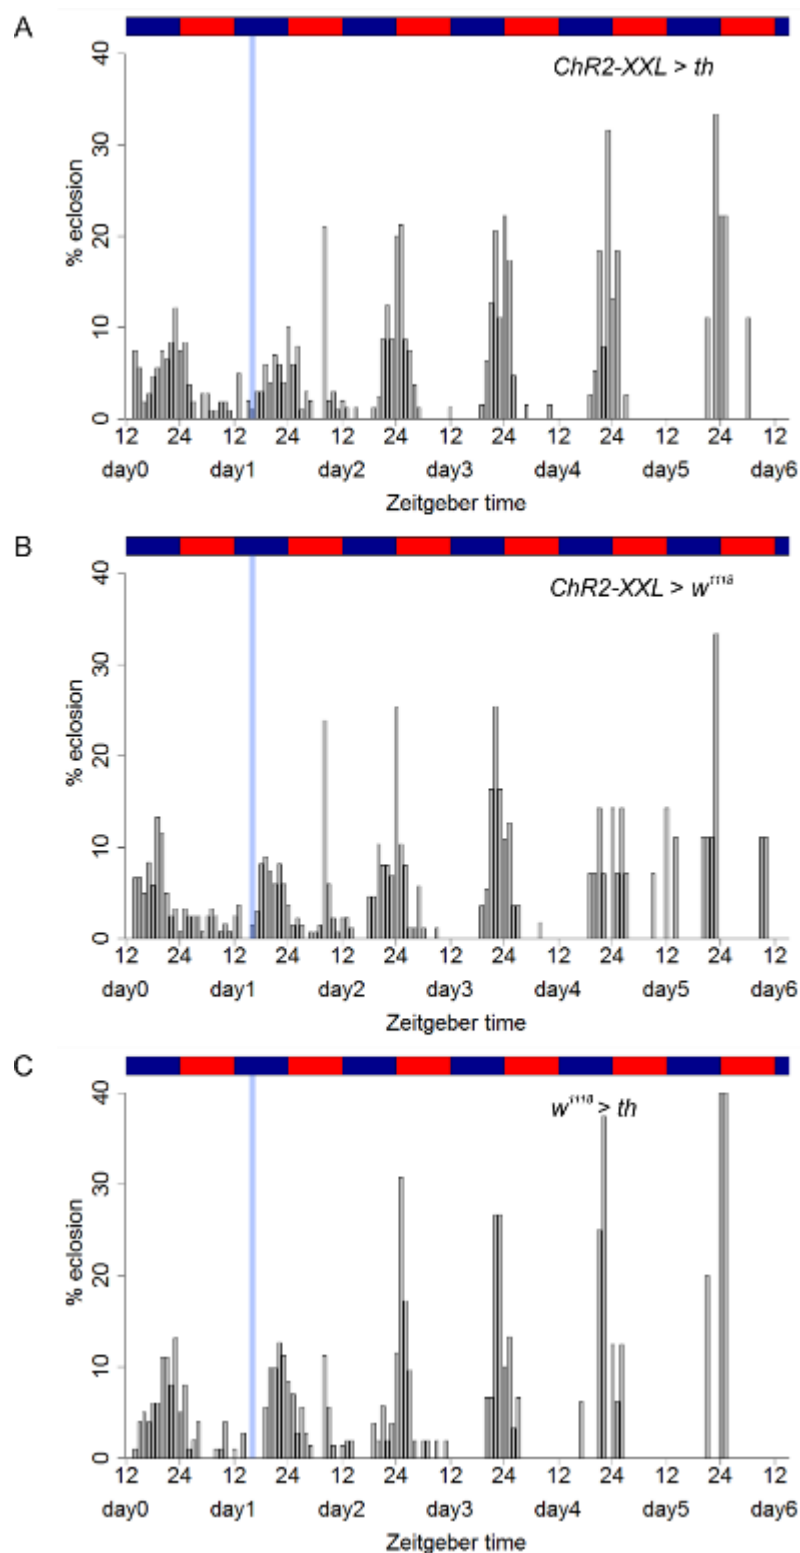 A
ChR2-XXL > th
40
30
20
10
0
% eclosion
12 24 12 24 12 24 12 24 12 24 12 24 12
day0 day1 day2 day3 day4 day5 day6
Zeitgeber time
B
ChR2-XXL > w¹¹¹⁸
40
30
20
10
0
% eclosion
12 24 12 24 12 24 12 24 12 24 12 24 12
day0 day1 day2 day3 day4 day5 day6
Zeitgeber time
C
w¹¹¹⁸ > th
40
30
20
10
0
% eclosion
12 24 12 24 12 24 12 24 12 24 12 24 12
day0 day1 day2 day3 day4 day5 day6
Zeitgeber time